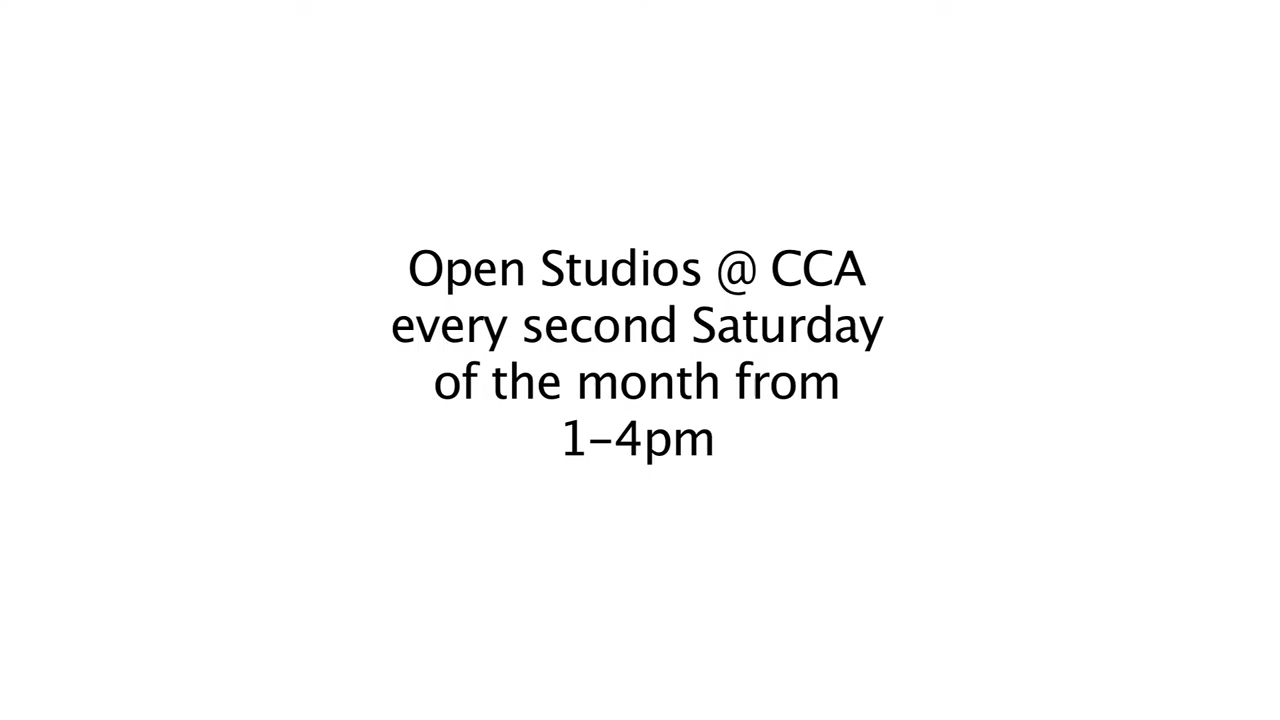 Open Studios @ CCA
every second Saturday
of the month from
1-4pm